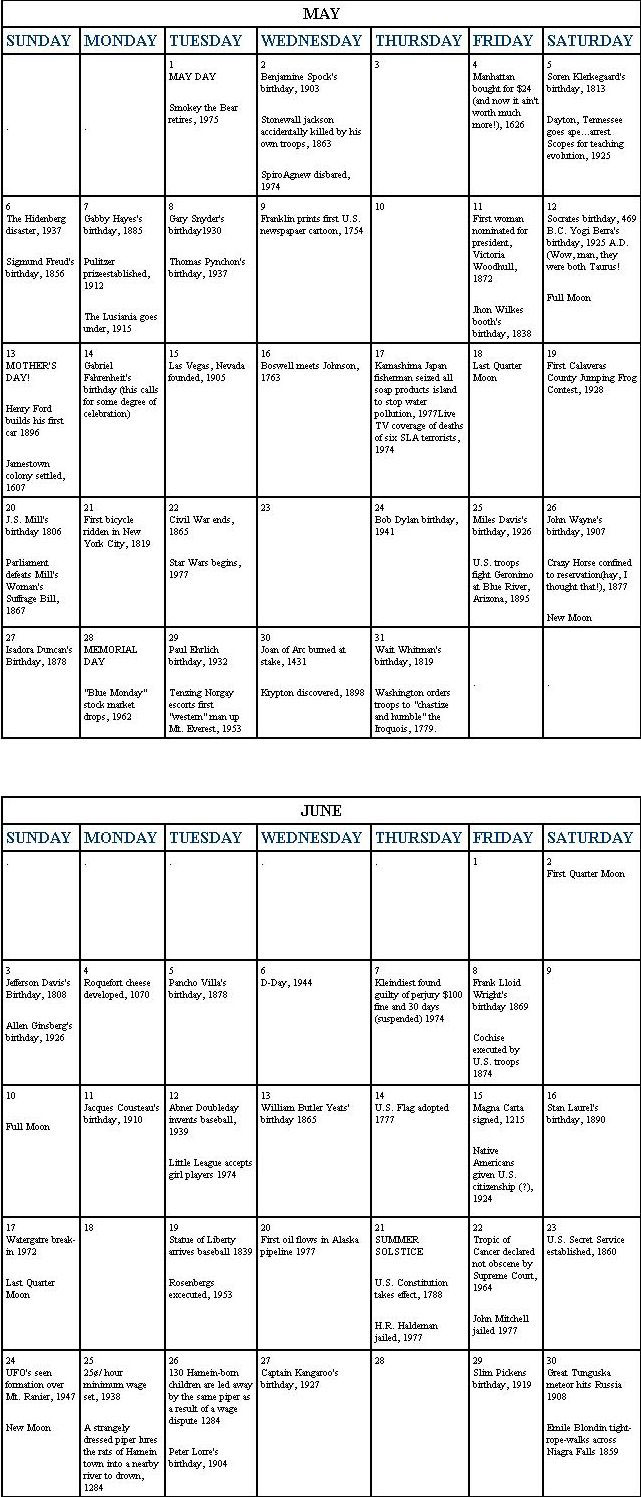 MAY
SUNDAY MONDAY TUESDAY WEDNESDAY THURSDAY FRIDAY SATURDAY
.
.
1
MAY DAY
Smokey the Bear
retires, 1975
2
Benjamine Spock's
birthday, 1903
Stonewall jackson
accidentally killed by his
own troops, 1863
SpiroAgnew disbared,
1974
3
4
Manhattan
bought for $24
(and now it ain't
worth much
more!), 1626
5
Soren Klerkegaard's
birthday, 1813
Dayton, Tennessee
goes ape...arrest
Scopes for teaching
evolution, 1925
6
The Hidenberg
disaster, 1937
Sigmund Freud's
birthday, 1856
7
Gabby Hayes's
birthday, 1885
Pulitzer
prizeestablished,
1912
The Lusiania goes
under, 1915
8
Gary Snyder's
birthday1930
Thomas Pynchon's
birthday, 1937
9
Franklin prints first U.S.
newspaper cartoon, 1754
10
11
First woman
nominated for
president,
Victoria
Woodhull,
1872
Jhon Wilkes
booth's
birthday, 1838
12
Socrates birthday, 469
B.C. Yogi Berra's
birthday, 1925 A.D.
(Wow, man, they
were both Taurus!
Full Moon
13
MOTHER'S
DAY!
Henry Ford
builds his first
car 1896
Jamestown
colony settled,
1607
14
Gabriel
Fahrenheit's
birthday (this calls
for some degree of
celebration)
15
Las Vegas, Nevada
founded, 1905
16
Boswell meets Johnson,
1763
17
Kamashima Japan
fisherman seized all
soap products island
to stop water
pollution, 1977Live
TV coverage of deaths
of six SLA terrorists,
1974
18
Last Quarter
Moon
19
First Calaveras
County Jumping Frog
Contest, 1928
20
J.S. Mill's
birthday 1806
Parliament
defeats Mill's
Woman's
Suffrage Bill,
1867
21
First bicycle
ridden in New
York City, 1819
22
Civil War ends,
1865
Star Wars begins,
1977
23
24
Bob Dylan birthday,
1941
25
Miles Davis's
birthday, 1926
U.S. troops
fight Geronimo
at Blue River,
Arizona, 1895
26
John Wayne's
birthday, 1907
Crazy Horse confined
to reservation(hay, I
thought that!), 1877
New Moon
27
Isadora Duncan's
Birthday, 1878
28
MEMORIAL
DAY
"Blue Monday"
stock market
drops, 1962
29
Paul Ehrlich
birthday, 1932
Tenzing Norgay
escorts first
"western" man up
Mt. Everest, 1953
30
Joan of Arc burned at
stake, 1431
Krypton discovered, 1898
31
Wait Whitman's
birthday, 1819
Washington orders
troops to "chastize
and humble" the
Iroquois, 1779.
.
.
JUNE
SUNDAY MONDAY TUESDAY WEDNESDAY THURSDAY FRIDAY SATURDAY
.
.
.
.
.
1
2
First Quarter Moon
3
Jefferson Davis's
Birthday, 1808
Allen Ginsberg's
birthday, 1926
4
Roquefort cheese
developed, 1070
5
Pancho Villa's
birthday, 1878
6
D-Day, 1944
7
Kleindiest found
guilty of perjury $100
fine and 30 days
(suspended) 1974
8
Frank Lloid
Wright's
birthday 1869
Cochise
executed by
U.S. troops
1874
9
10
Full Moon
11
Jacques Cousteau's
birthday, 1910
12
Abner Doubleday
invents baseball,
1939
Little League accepts
girl players 1974
13
William Butler Yeats'
birthday 1865
14
U.S. Flag adopted
1777
15
Magna Carta
signed, 1215
Native
Americans
given U.S.
citizenship (?),
1924
16
Stan Laurel's
birthday, 1890
17
Watergatre break-
in 1972
Last Quarter
Moon
18
19
Statue of Liberty
arrives baseball 1839
Rosenbergs
excecuted, 1953
20
First oil flows in Alaska
pipeline 1977
21
SUMMER
SOLSTICE
U.S. Constitution
takes effect, 1788
H.R. Haldeman
jailed, 1977
22
Tropic of
Cancer declared
not obscene by
Supreme Court,
1964
John Mitchell
jailed 1977
23
U.S. Secret Service
established, 1860
24
UFO's seen
formation over
Mt. Ranier, 1947
New Moon
25
25¢/ hour
minimum wage
set, 1938
A strangely
dressed piper lures
the rats of Hamein
town into a nearby
river to drown,
1284
26
130 Hamein-born
children are led away
by the same piper as
a result of a wage
dispute 1284
Peter Lorre's
birthday, 1904
27
Captain Kangaroo's
birthday, 1927
28
29
Slim Pickens
birthday, 1919
30
Great Tunguska
meteor hits Russia
1908
Emile Blondin tight-
rope-walks across
Niagra Falls 1859